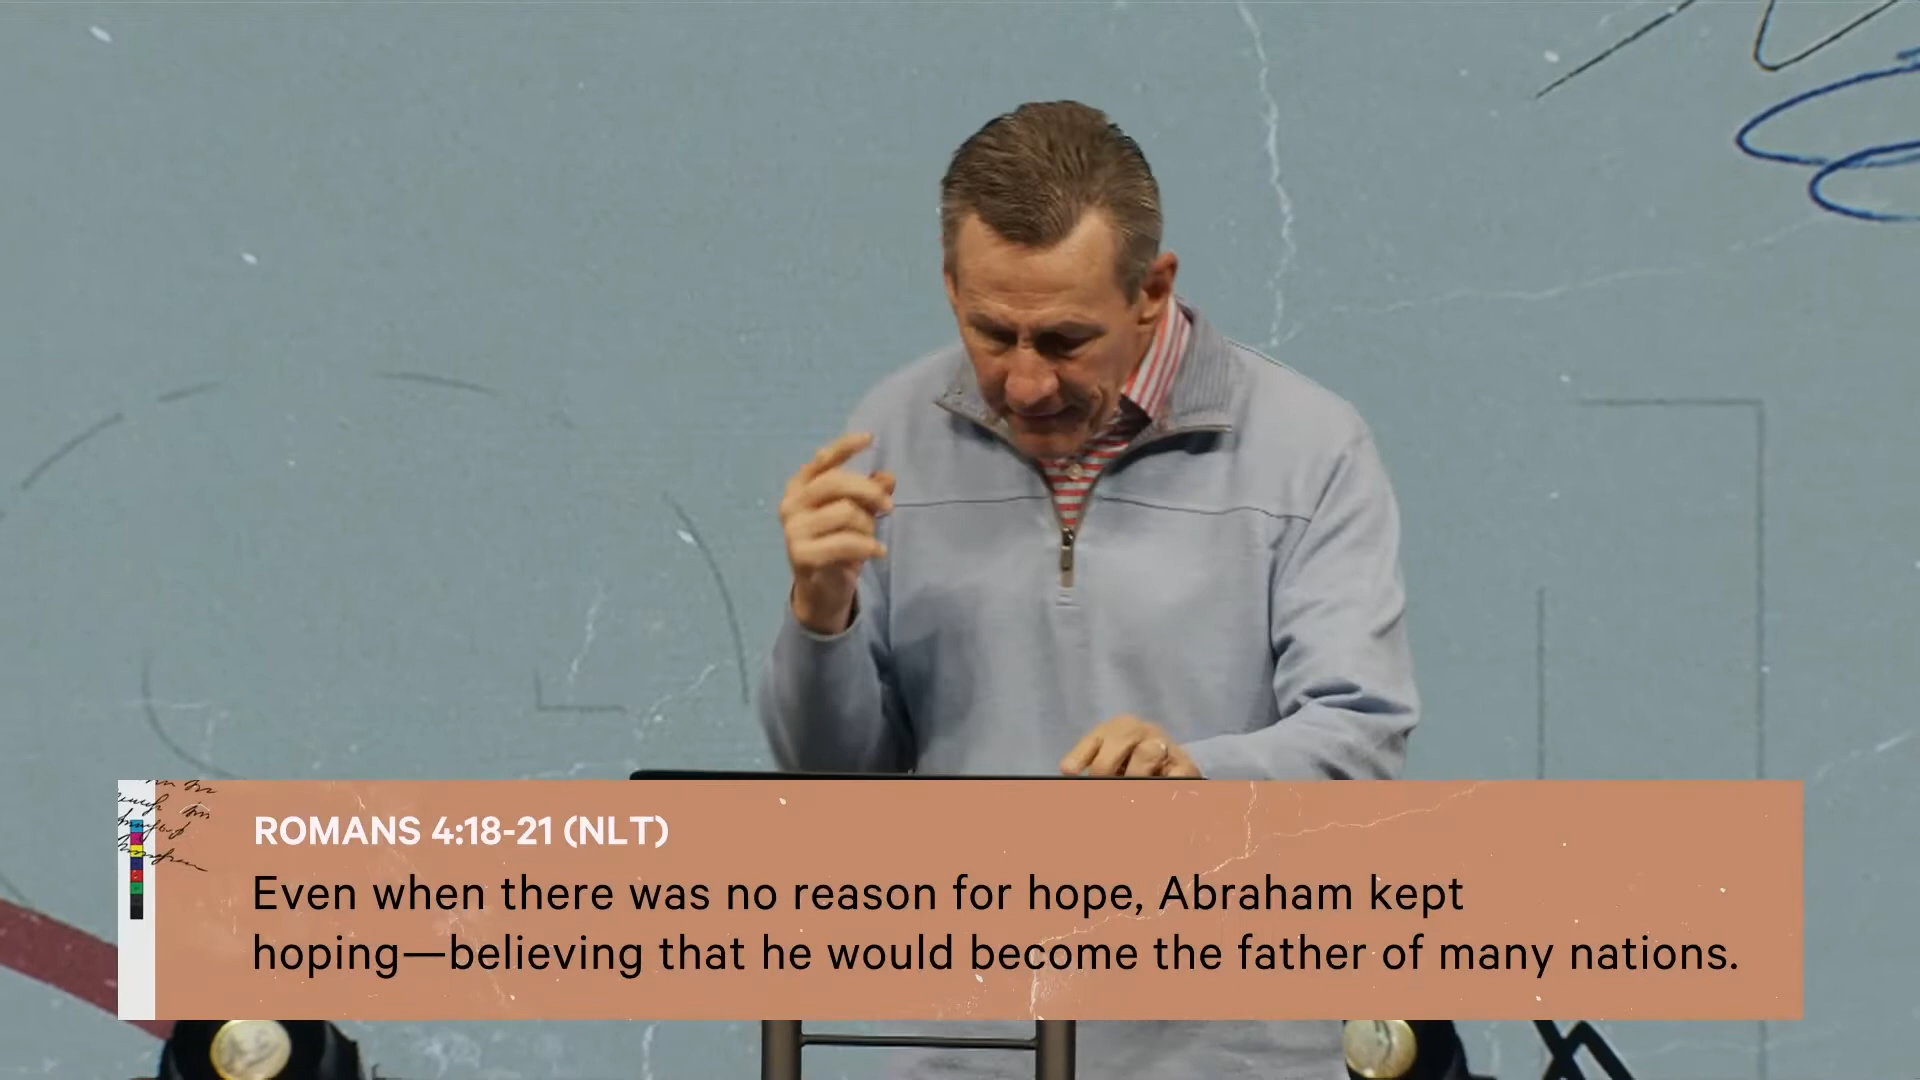 ROMANS 4:18-21 (NLT)
Even when there was no reason for hope, Abraham kept
hoping—believing that he would become the father of many nations.